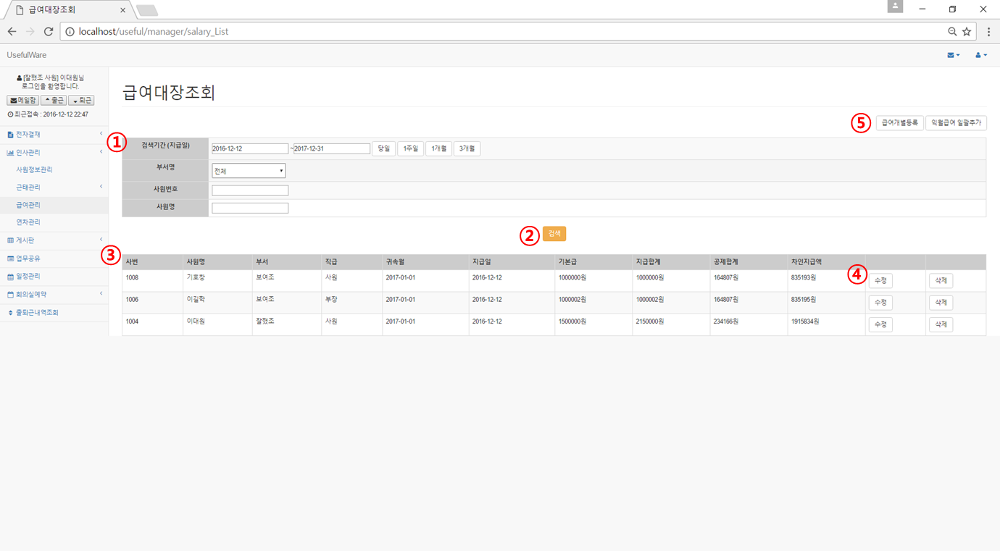 급여대장조회
localhost/useful/manager/salary_List
UsefulWare
[잘했조 사원] 이대원님
로그인을 환영합니다.
메일함 출근 퇴근
최근접속 : 2016-12-12 22:47
전자결재
인사관리
사원정보관리
근태관리
급여관리
연차관리
게시판
업무공유
일정관리
회의실예약
출퇴근내역조회
급여대장조회
⑤ 급여개별등록 익월급여 일괄추가
① 검색기간 (지급일) 2016-12-12 ~ 2017-12-31 당일 1주일 1개월 3개월
부서명 전체
사원번호
사원명
② 검색
③ 사번 사원명 부서 직급 귀속월 지급일 기본급 지급합계 공제합계 차인지급액
1008 기호창 보여조 사원 2017-01-01 2016-12-12 1000000원 1000000원 164807원 835193원 ④ 수정 삭제
1006 이길학 보여조 부장 2017-01-01 2016-12-12 1000002원 1000002원 164807원 835195원 수정 삭제
1004 이대원 잘했조 사원 2017-01-01 2016-12-12 1500000원 2150000원 234166원 1915834원 수정 삭제